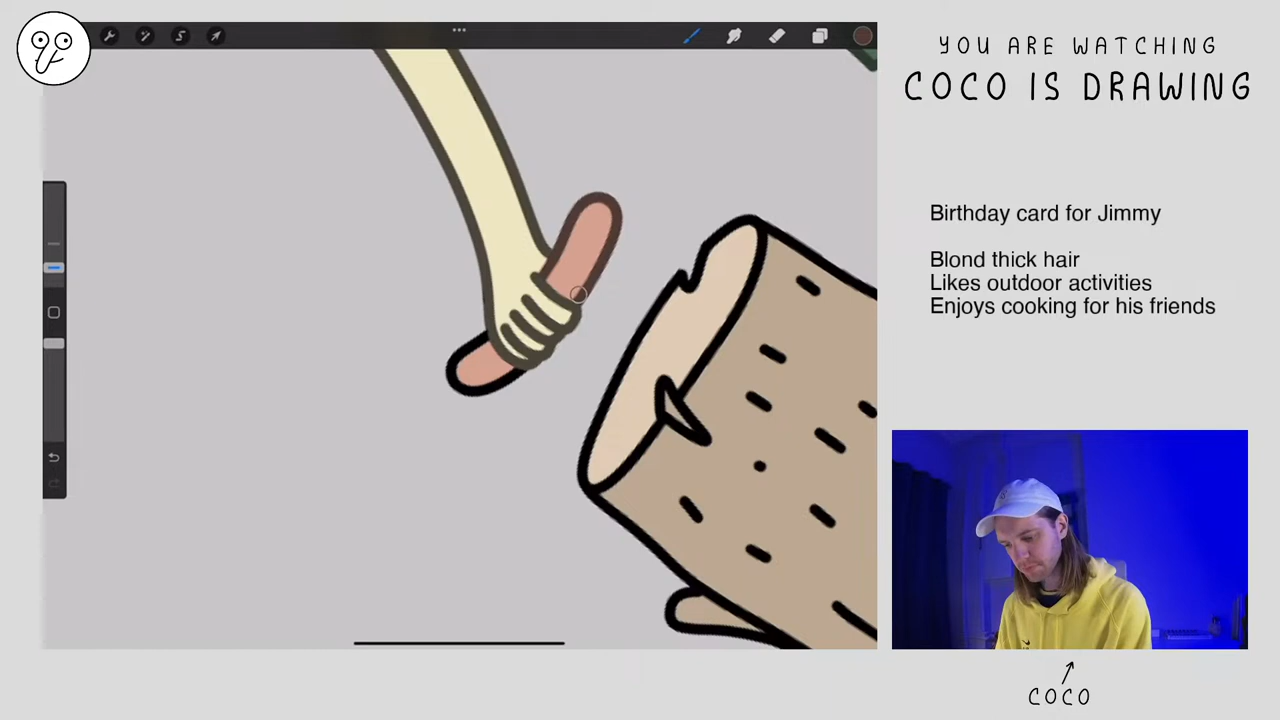 YOU ARE WATCHING
COCO IS DRAWING
Birthday card for Jimmy
Blond thick hair
Likes outdoor activities
Enjoys cooking for his friends
COCO